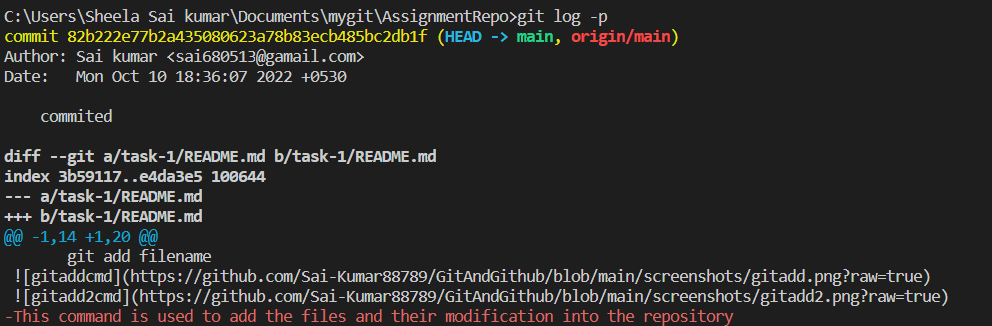 C:\Users\Sheela Sai kumar\Documents\mygit\AssignmentRepo>git log -p
commit 82b222e77b2a435080623a78b83ecb485bc2db1f (HEAD -> main, origin/main)
Author: Sai kumar <sai680513@gamail.com>
Date:   Mon Oct 10 18:36:07 2022 +0530
    commited
diff --git a/task-1/README.md b/task-1/README.md
index 3b59117..e4da3e5 100644
--- a/task-1/README.md
+++ b/task-1/README.md
@@ -1,14 +1,20 @@
       git add filename
 ![gitaddcmd](https://github.com/Sai-Kumar88789/GitAndGithub/blob/main/screenshots/gitadd.png?raw=true)
 ![gitadd2cmd](https://github.com/Sai-Kumar88789/GitAndGithub/blob/main/screenshots/gitadd2.png?raw=true)
-This command is used to add the files and their modification into the repository